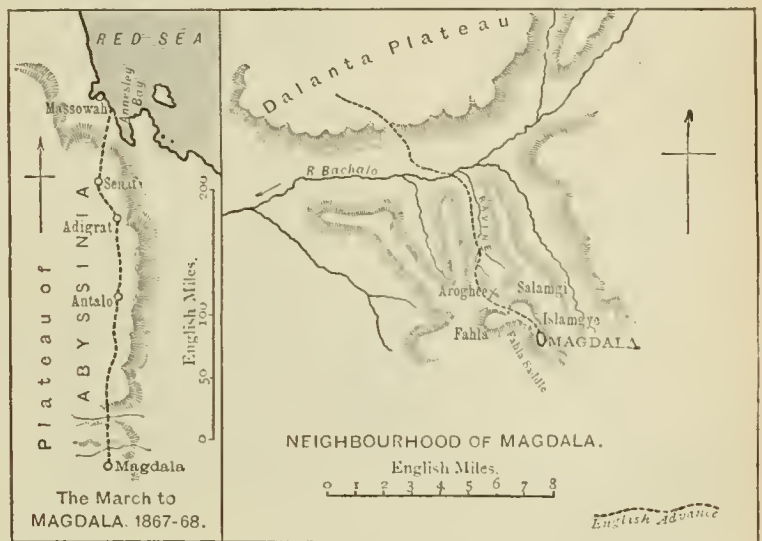 RED SEA
Annesley
Bay
Massowah
Senafe
Adigrat
Antalo
Magdala
Plateau of
ABYSSINIA
English Miles.
200
100
50
0
The March to
MAGDALA. 1867-68.
Dalanta Plateau
R Bachalo
RAVINE
Aroghee
Salamgi
Islamgye
Fahla
Fahla Saddle
MAGDALA
NEIGHBOURHOOD OF MAGDALA.
English Miles.
0 1 2 3 4 5 6 7 8
English Advance